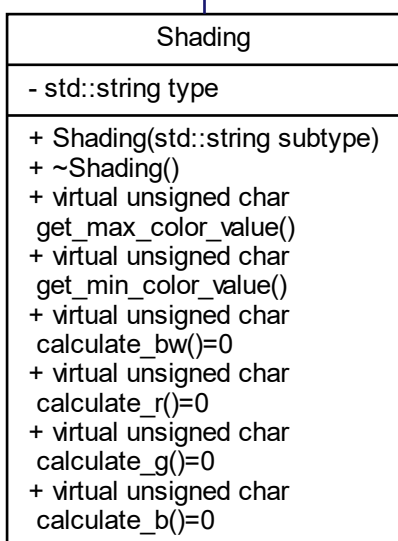 Shading
- std::string type
+ Shading(std::string subtype)
+ ~Shading()
+ virtual unsigned char
get_max_color_value()
+ virtual unsigned char
get_min_color_value()
+ virtual unsigned char
calculate_bw()=0
+ virtual unsigned char
calculate_r()=0
+ virtual unsigned char
calculate_g()=0
+ virtual unsigned char
calculate_b()=0